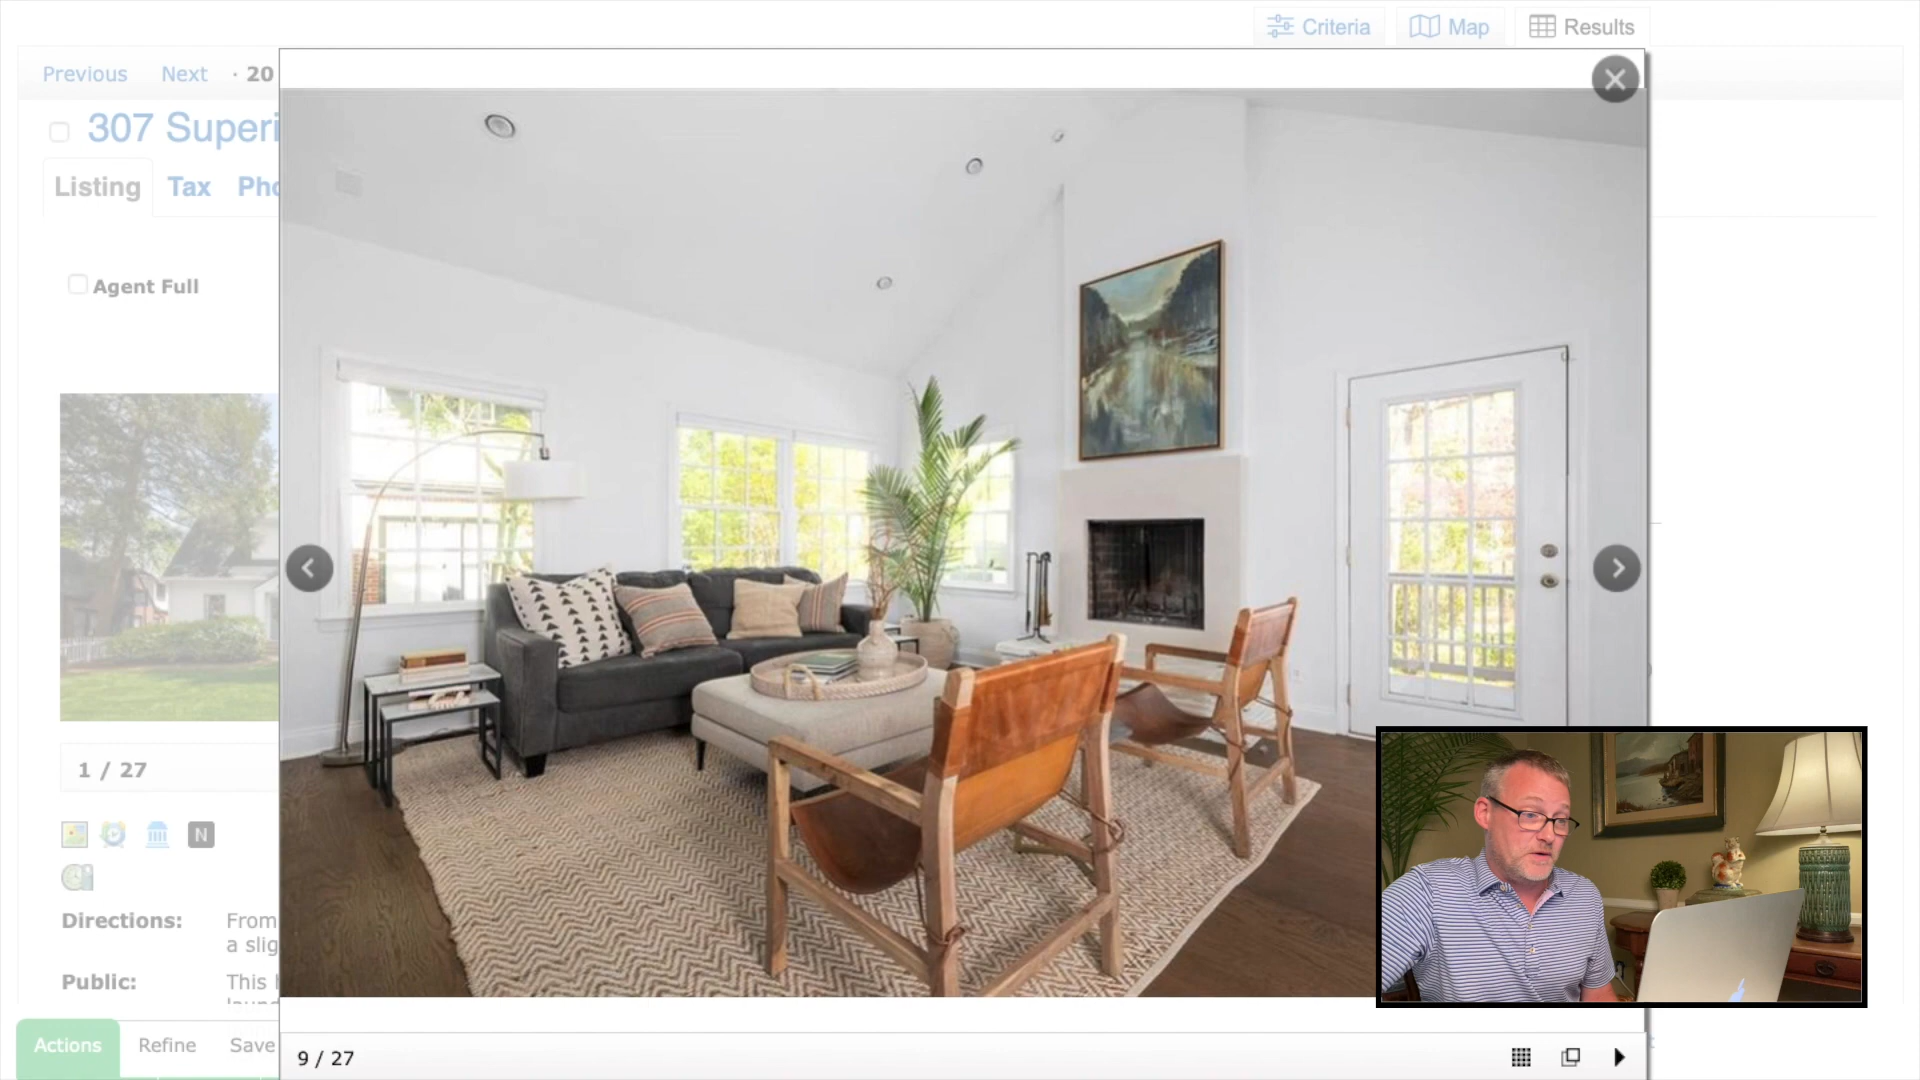 Criteria
Map
Results
Previous
Next
· 20
307 Superi
Listing
Tax
Pho
Agent Full
1 / 27
N
Directions:
From
a slig
Public:
This
Actions
Refine
Save
9 / 27